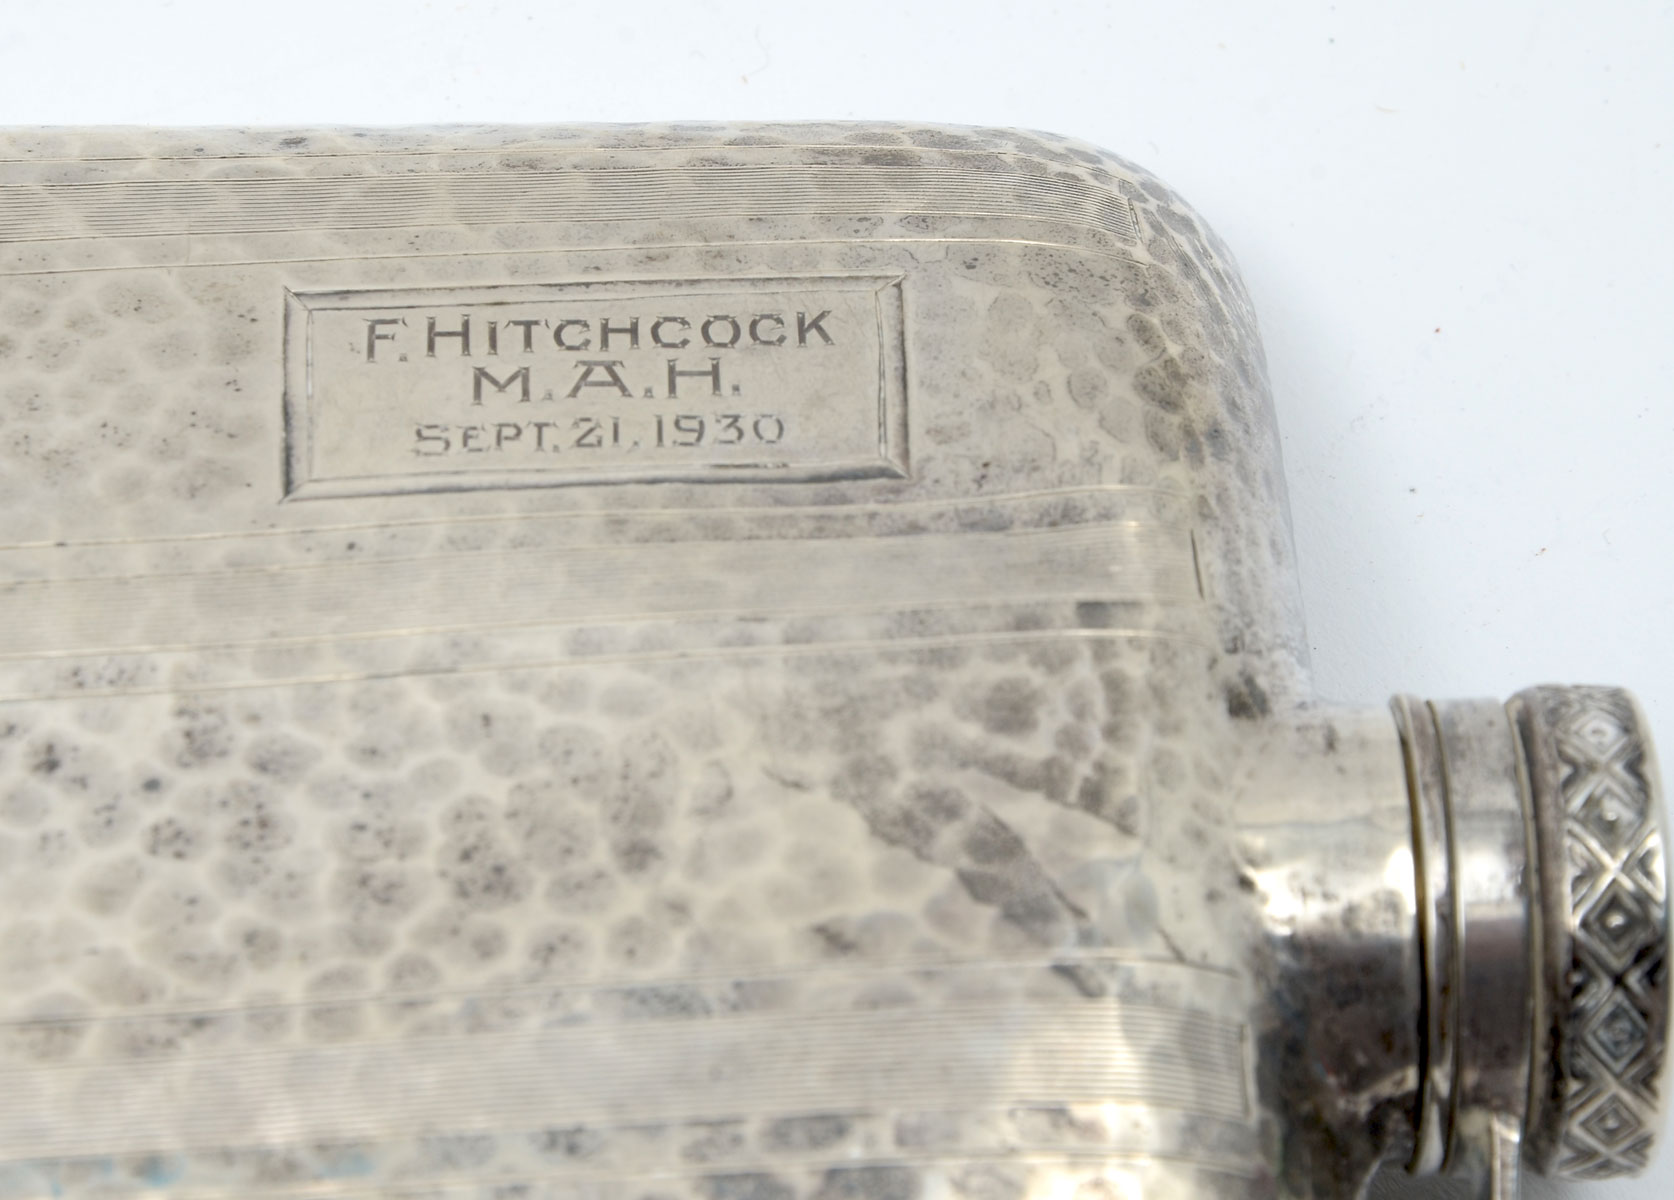 F. HITCHCOCK
M.A.H.
SEPT. 21, 1930